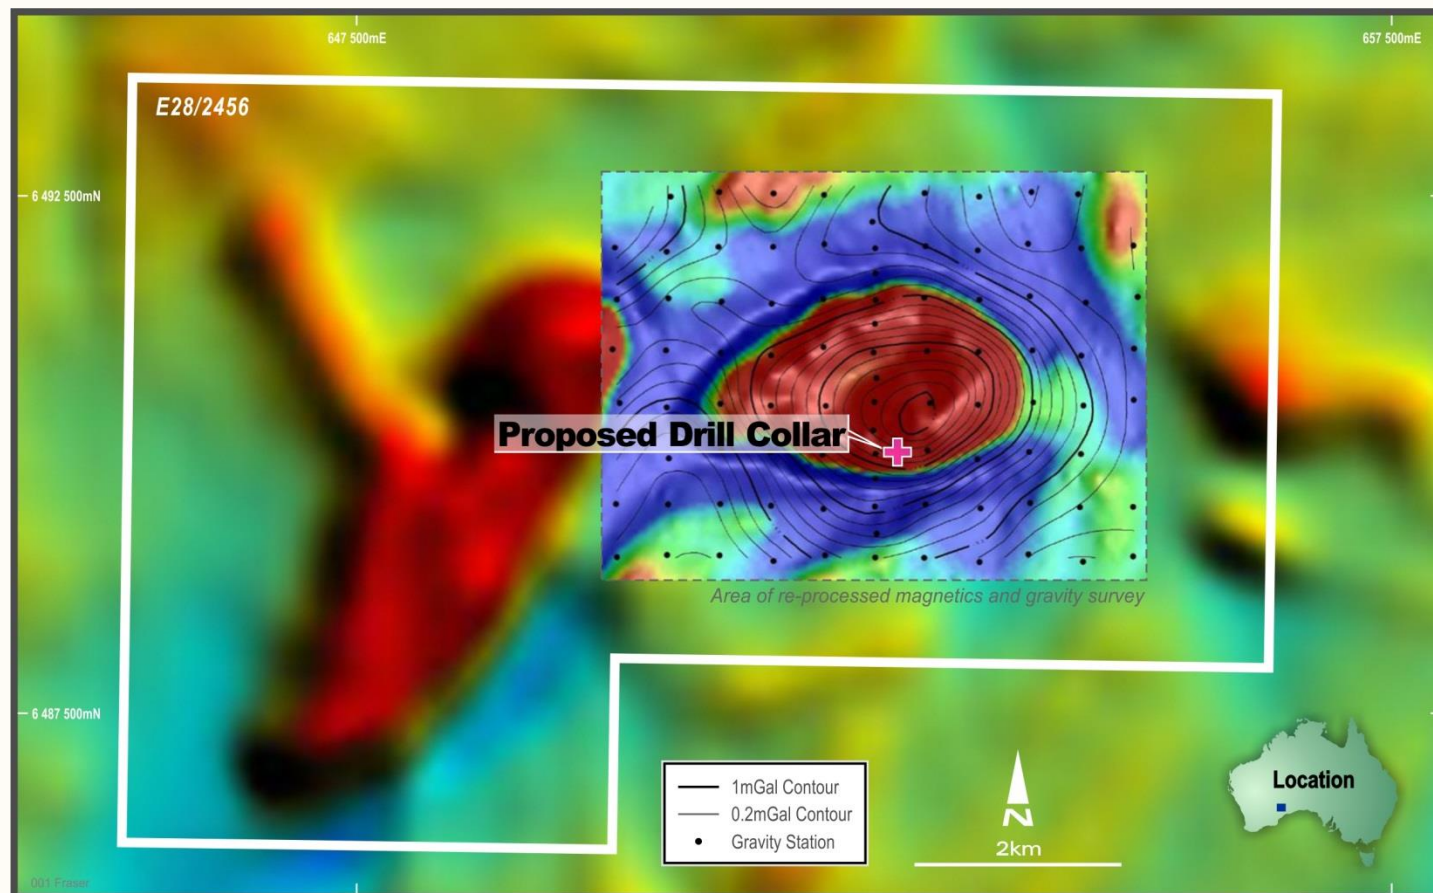 647 500mE
657 500mE
E28/2456
6 492 500mN
Proposed Drill Collar
Area of re-processed magnetics and gravity survey
6 487 500mN
1mGal Contour
0.2mGal Contour
Gravity Station
N
2km
Location
001 Fraser